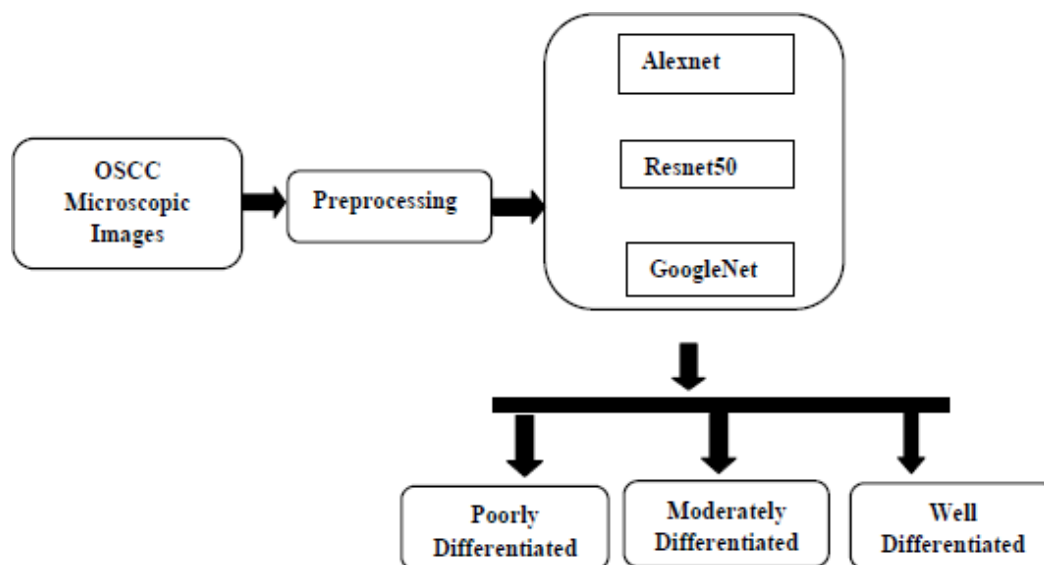 OSCC
Microscopic
Images
Preprocessing
Alexnet
Resnet50
GoogleNet
Poorly
Differentiated
Moderately
Differentiated
Well
Differentiated